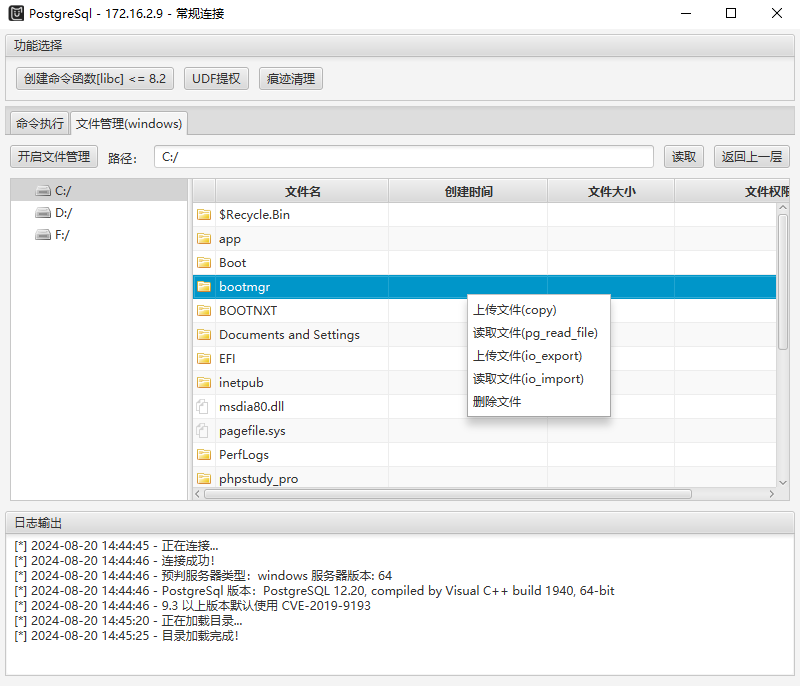 PostgreSql - 172.16.2.9 - 常规连接
功能选择
创建命令函数[libc] <= 8.2 UDF提权 痕迹清理
命令执行 文件管理(windows)
开启文件管理 路径： C:/ 读取 返回上一层
C:/
D:/
F:/
文件名 创建时间 文件大小 文件权限
$Recycle.Bin
app
Boot
bootmgr
BOOTNXT
Documents and Settings
EFI
inetpub
msdia80.dll
pagefile.sys
PerfLogs
phpstudy_pro
上传文件(copy)
读取文件(pg_read_file)
上传文件(io_export)
读取文件(io_import)
删除文件
日志输出
[*] 2024-08-20 14:44:45 - 正在连接...
[*] 2024-08-20 14:44:46 - 连接成功!
[*] 2024-08-20 14:44:46 - 预判服务器类型：windows 服务器版本: 64
[*] 2024-08-20 14:44:46 - PostgreSql 版本：PostgreSQL 12.20, compiled by Visual C++ build 1940, 64-bit
[*] 2024-08-20 14:44:46 - 9.3 以上版本默认使用 CVE-2019-9193
[*] 2024-08-20 14:45:20 - 正在加载目录...
[*] 2024-08-20 14:45:25 - 目录加载完成!